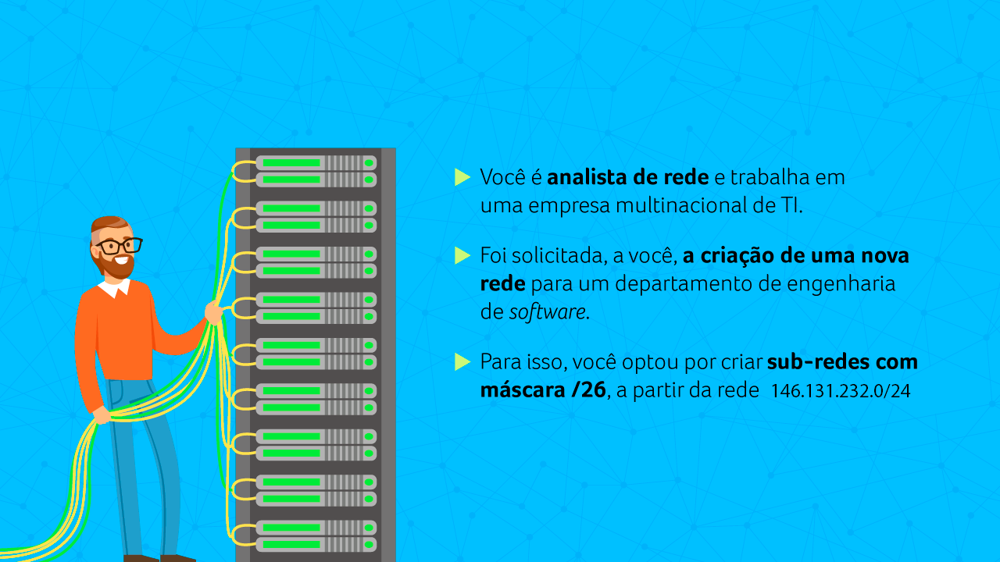 Você é analista de rede e trabalha em
uma empresa multinacional de TI.
Foi solicitada, a você, a criação de uma nova
rede para um departamento de engenharia
de software.
Para isso, você optou por criar sub-redes com
máscara /26, a partir da rede 146.131.232.0/24